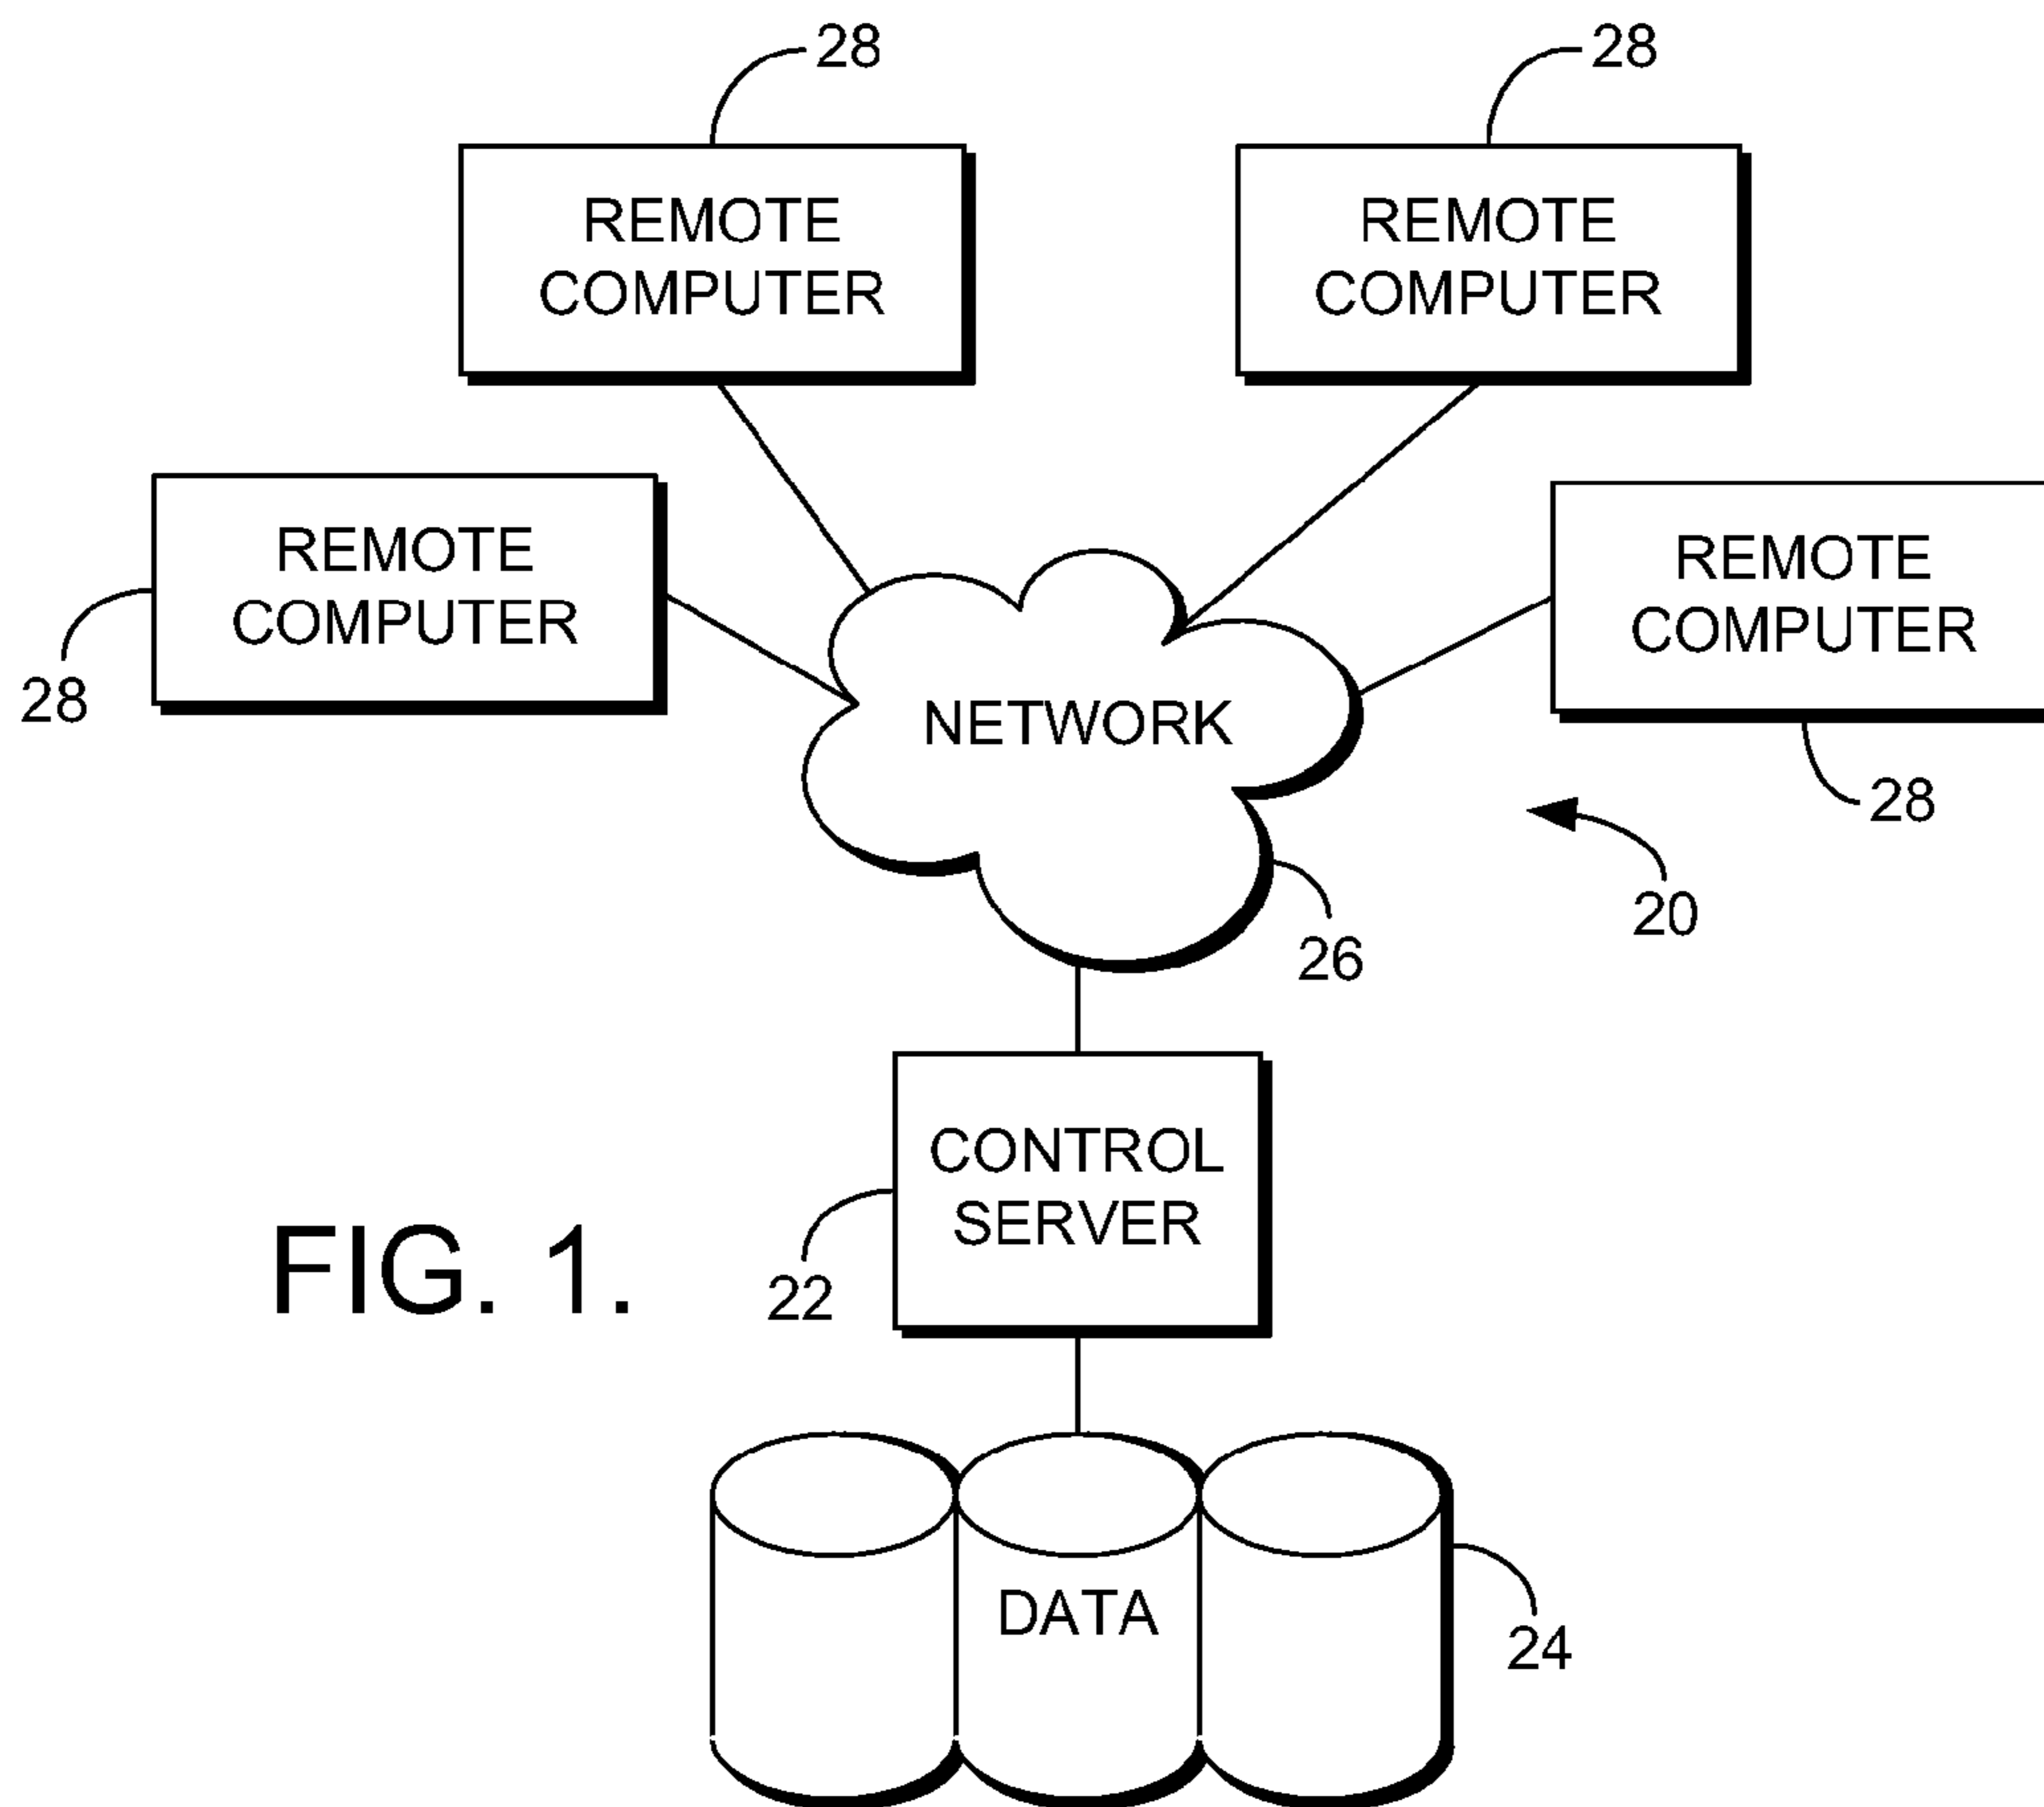 28
28
REMOTE
COMPUTER
REMOTE
COMPUTER
REMOTE
COMPUTER
REMOTE
COMPUTER
28
NETWORK
28
20
26
CONTROL
SERVER
FIG. 1.
22
DATA
24